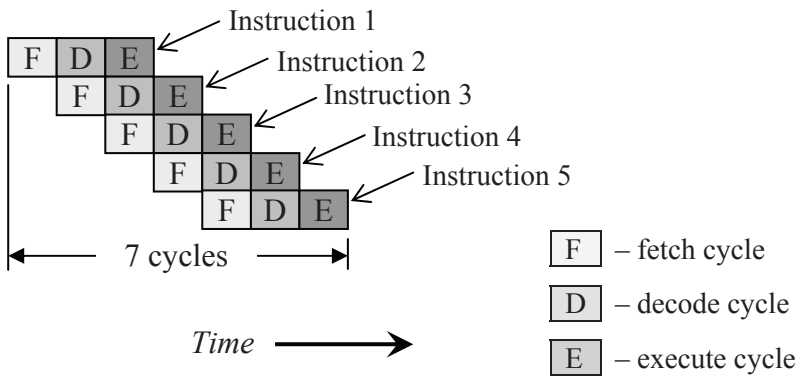 Instruction 1
F D E
Instruction 2
F D E
Instruction 3
F D E
Instruction 4
F D E
Instruction 5
F D E
7 cycles
F – fetch cycle
D – decode cycle
Time
E – execute cycle